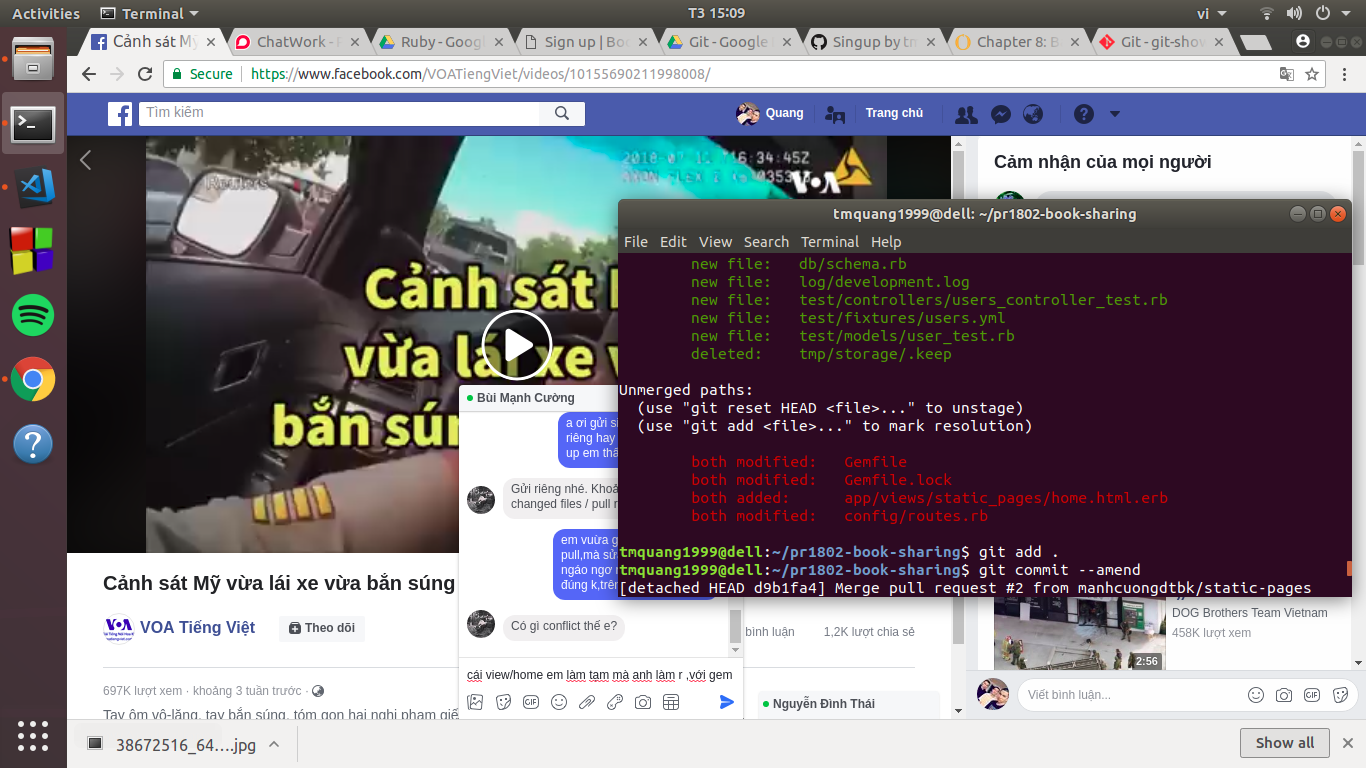 Activities
Terminal
T3 15:09
vi
Cảnh sát Mỹ
ChatWork - P
Ruby - Googl
Sign up | Boo
Git - Google
Singup by tm
Chapter 8: B
Git - git-show
Secure
https://www.facebook.com/VOATiengViet/videos/10155690211998008/
Tìm kiếm
Quang
Trang chủ
Reuters
VOA
Cảnh sát
vừa lái xe v
bắn sún
Cảm nhận của mọi người
tmquang1999@dell: ~/pr1802-book-sharing
File Edit View Search Terminal Help
new file: db/schema.rb
new file: log/development.log
new file: test/controllers/users_controller_test.rb
new file: test/fixtures/users.yml
new file: test/models/user_test.rb
deleted: tmp/storage/.keep
Unmerged paths:
(use "git reset HEAD <file>..." to unstage)
(use "git add <file>..." to mark resolution)
both modified: Gemfile
both modified: Gemfile.lock
both added: app/views/static_pages/home.html.erb
both modified: config/routes.rb
tmquang1999@dell:~/pr1802-book-sharing$ git add .
tmquang1999@dell:~/pr1802-book-sharing$ git commit --amend
[detached HEAD d9b1fa4] Merge pull request #2 from manhcuongdtbk/static-pages
Bùi Mạnh Cường
a ơi gửi s
riêng hay
up em thấ
Gửi riêng nhé. Khoả
changed files / pull r
em vuừa g
pull,mà sử
ngáo ngơ
đúng k,trên
Có gì conflict thế e?
cái view/home em làm tạm mà anh làm r ,với gem
GIF
Cảnh sát Mỹ vừa lái xe vừa bắn súng
VOA
VOA Tiếng Việt
Theo dõi
bình luận
1,2K lượt chia sẻ
697K lượt xem · khoảng 3 tuần trước ·
Tay ôm vô-lăng, tay bắn súng, tóm gọn hai nghi phạm giế
Nguyễn Đình Thái
DOG Brothers Team Vietnam
458K lượt xem
2:56
Viết bình luận...
GIF
38672516_64....jpg
Show all